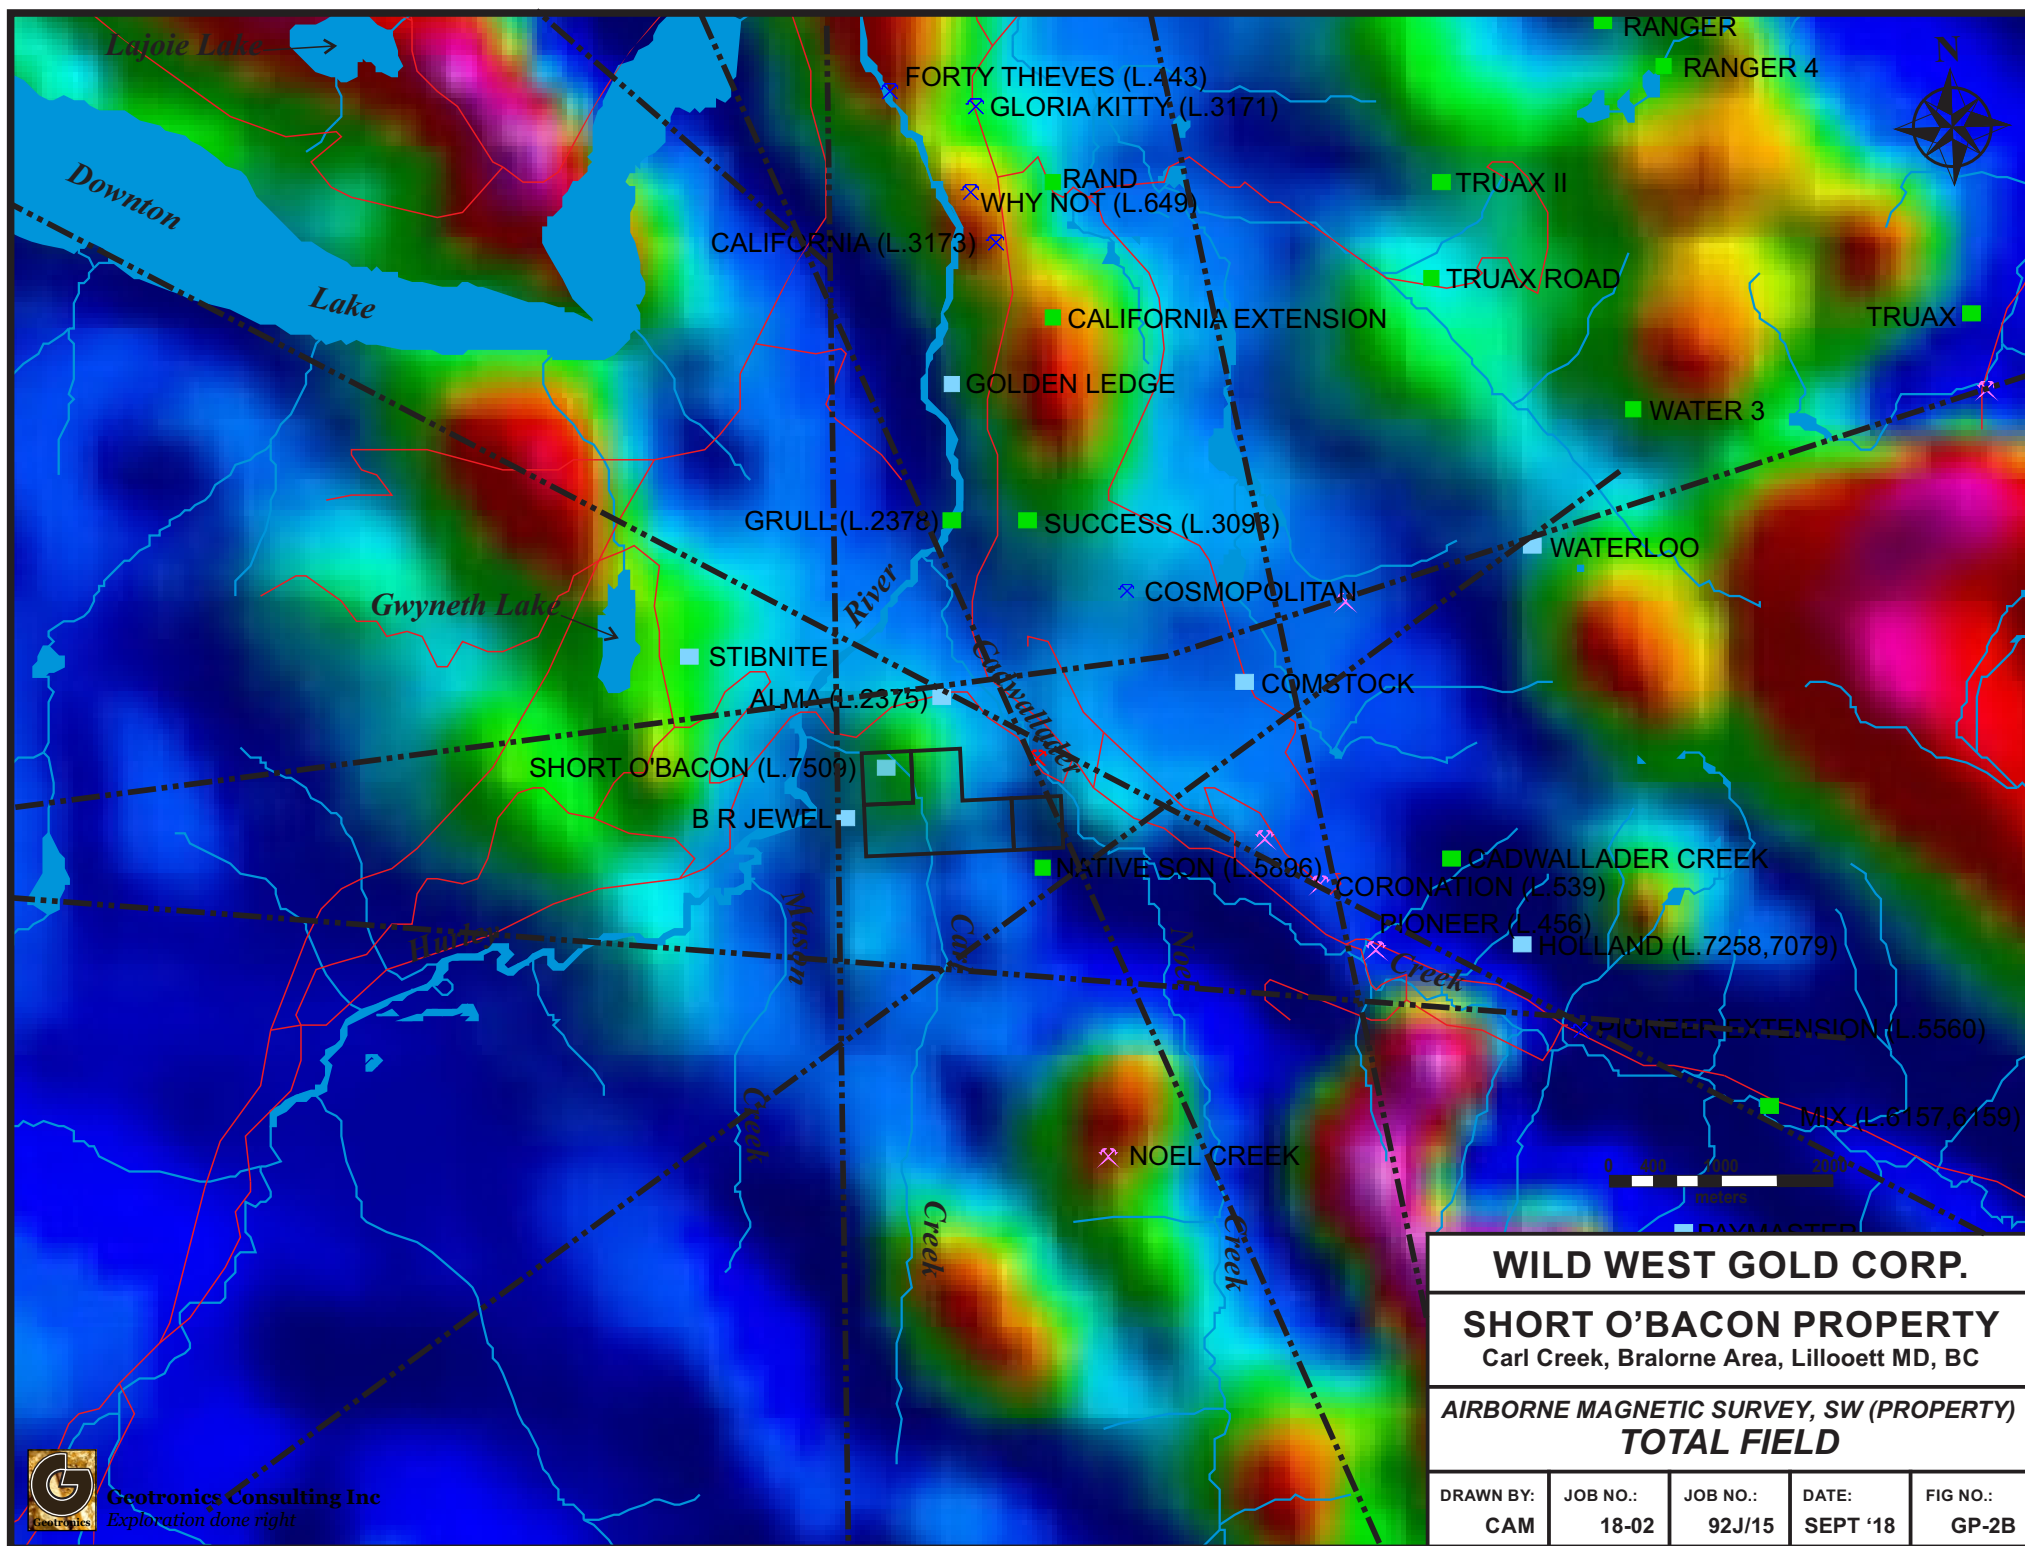 Lajoie Lake
RANGER
N
RANGER 4
FORTY THIEVES (L.443)
GLORIA KITTY (L.3171)
Downton
RAND
TRUAX II
WHY NOT (L.649)
CALIFORNIA (L.3173)
TRUAX ROAD
Lake
CALIFORNIA EXTENSION
TRUAX
GOLDEN LEDGE
WATER 3
GRULL (L.2378)
SUCCESS (L.3093)
WATERLOO
River
COSMOPOLITAN
Gwyneth Lake
STIBNITE
Cadwallader
COMSTOCK
ALMA (L.2375)
SHORT O'BACON (L.7509)
B R JEWEL
NATIVE SON (L.5896)
CADWALLADER CREEK
CORONATION (L.539)
PIONEER (L.456)
Hurley
Mason
Carl
Noel
HOLLAND (L.7258,7079)
Creek
PIONEER EXTENSION (L.5560)
Creek
MIX (L.6157,6159)
NOEL CREEK
0 400 1000 2000
meters
Creek
Creek
PAYMASTER
WILD WEST GOLD CORP.
SHORT O’BACON PROPERTY
Carl Creek, Bralorne Area, Lillooett MD, BC
AIRBORNE MAGNETIC SURVEY, SW (PROPERTY)
TOTAL FIELD
DRAWN BY: JOB NO.: JOB NO.: DATE: FIG NO.:
CAM 18-02 92J/15 SEPT ‘18 GP-2B
G
Geotronics
Geotronics Consulting Inc
Exploration done right